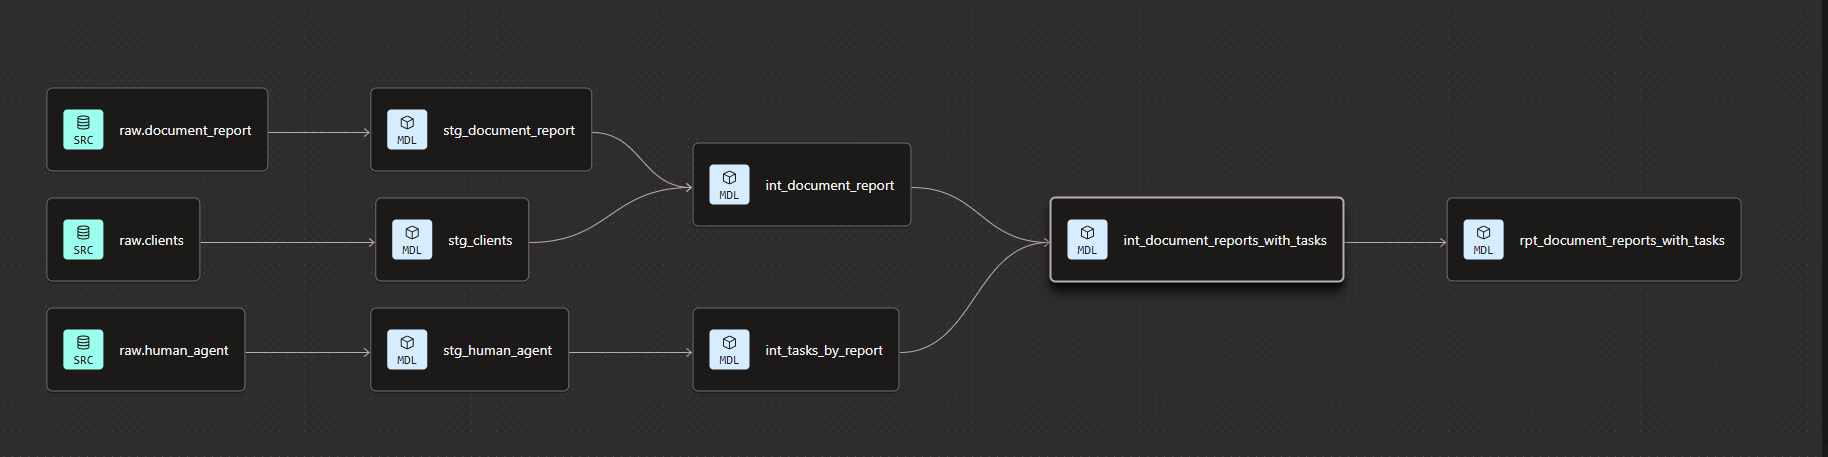 SRC
raw.document_report
MDL
stg_document_report
SRC
raw.clients
MDL
stg_clients
SRC
raw.human_agent
MDL
stg_human_agent
MDL
int_document_report
MDL
int_tasks_by_report
MDL
int_document_reports_with_tasks
MDL
rpt_document_reports_with_tasks